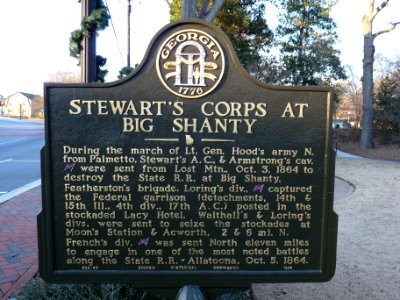 GEORGIA
1776
STEWART'S CORPS AT
BIG SHANTY
During the march of Lt. Gen. Hood's army N.
from Palmetto, Stewart's A.C., & Armstrong's cav.
were sent from Lost Mtn., Oct. 3, 1864 to
destroy the State R.R. at Big Shanty.
Featherston's brigade, Loring's div., captured
the Federal garrison (detachments, 14th &
15th Ill., 4th div., 17th A.C.) posted in the
stockaded Lacy Hotel. Walthall's & Loring's
divs. were sent to seize the stockades at
Moon's Station & Acworth, 2 & 6 mi. N.
French's div. was sent North eleven miles
to engage in one of the most noted battles
along the State R.R. - Allatoona, Oct. 5, 1864.
GEORGIA HISTORICAL COMMISSION